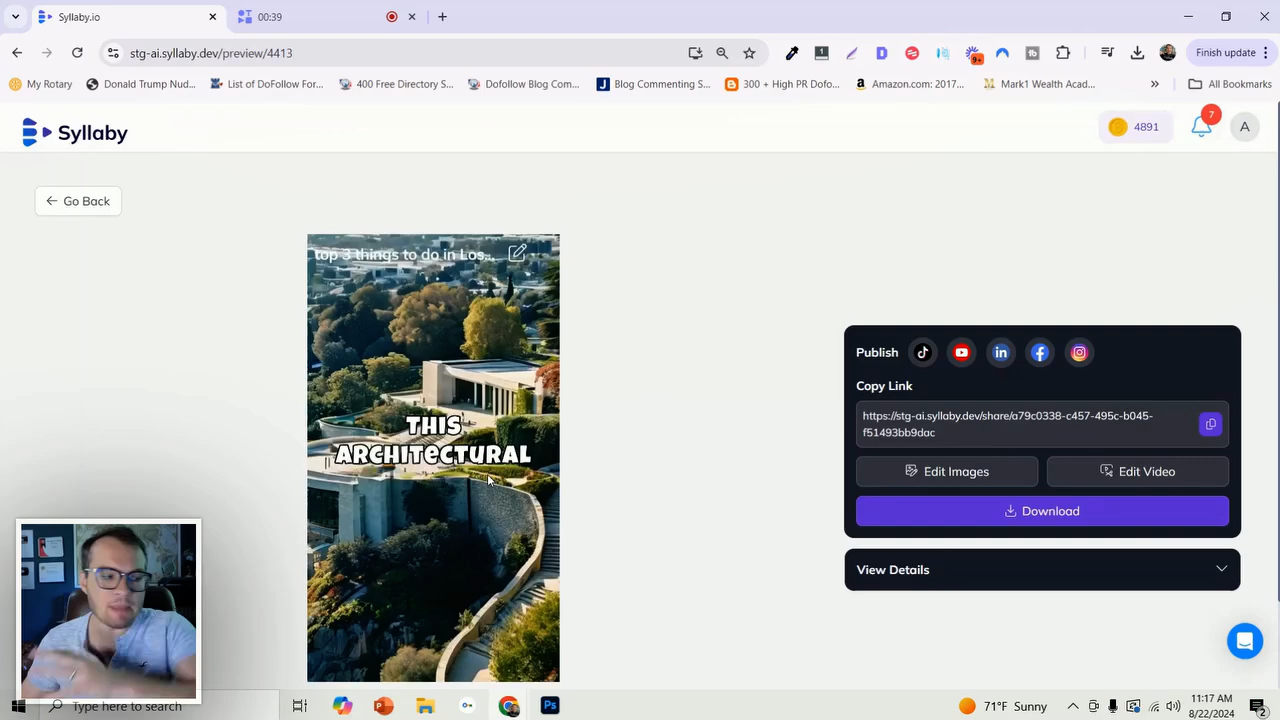 Syllaby.io
00:39
stg-ai.syllaby.dev/preview/4413
9+
Finish update
My Rotary
Donald Trump Nud...
List of DoFollow For...
400 Free Directory S...
Dofollow Blog Com...
Blog Commenting S...
300 + High PR Dofo...
Amazon.com: 2017...
Mark1 Wealth Acad...
All Bookmarks
Syllaby
4891
7
A
Go Back
top 3 things to do in Los...
THIS
ARCHITECTURAL
Publish
Copy Link
https://stg-ai.syllaby.dev/share/a79c0338-c457-495c-b045-
f51493bb9dac
Edit Images
Edit Video
Download
View Details
Type here to search
71°F Sunny
11:17 AM
8/22/2024
2